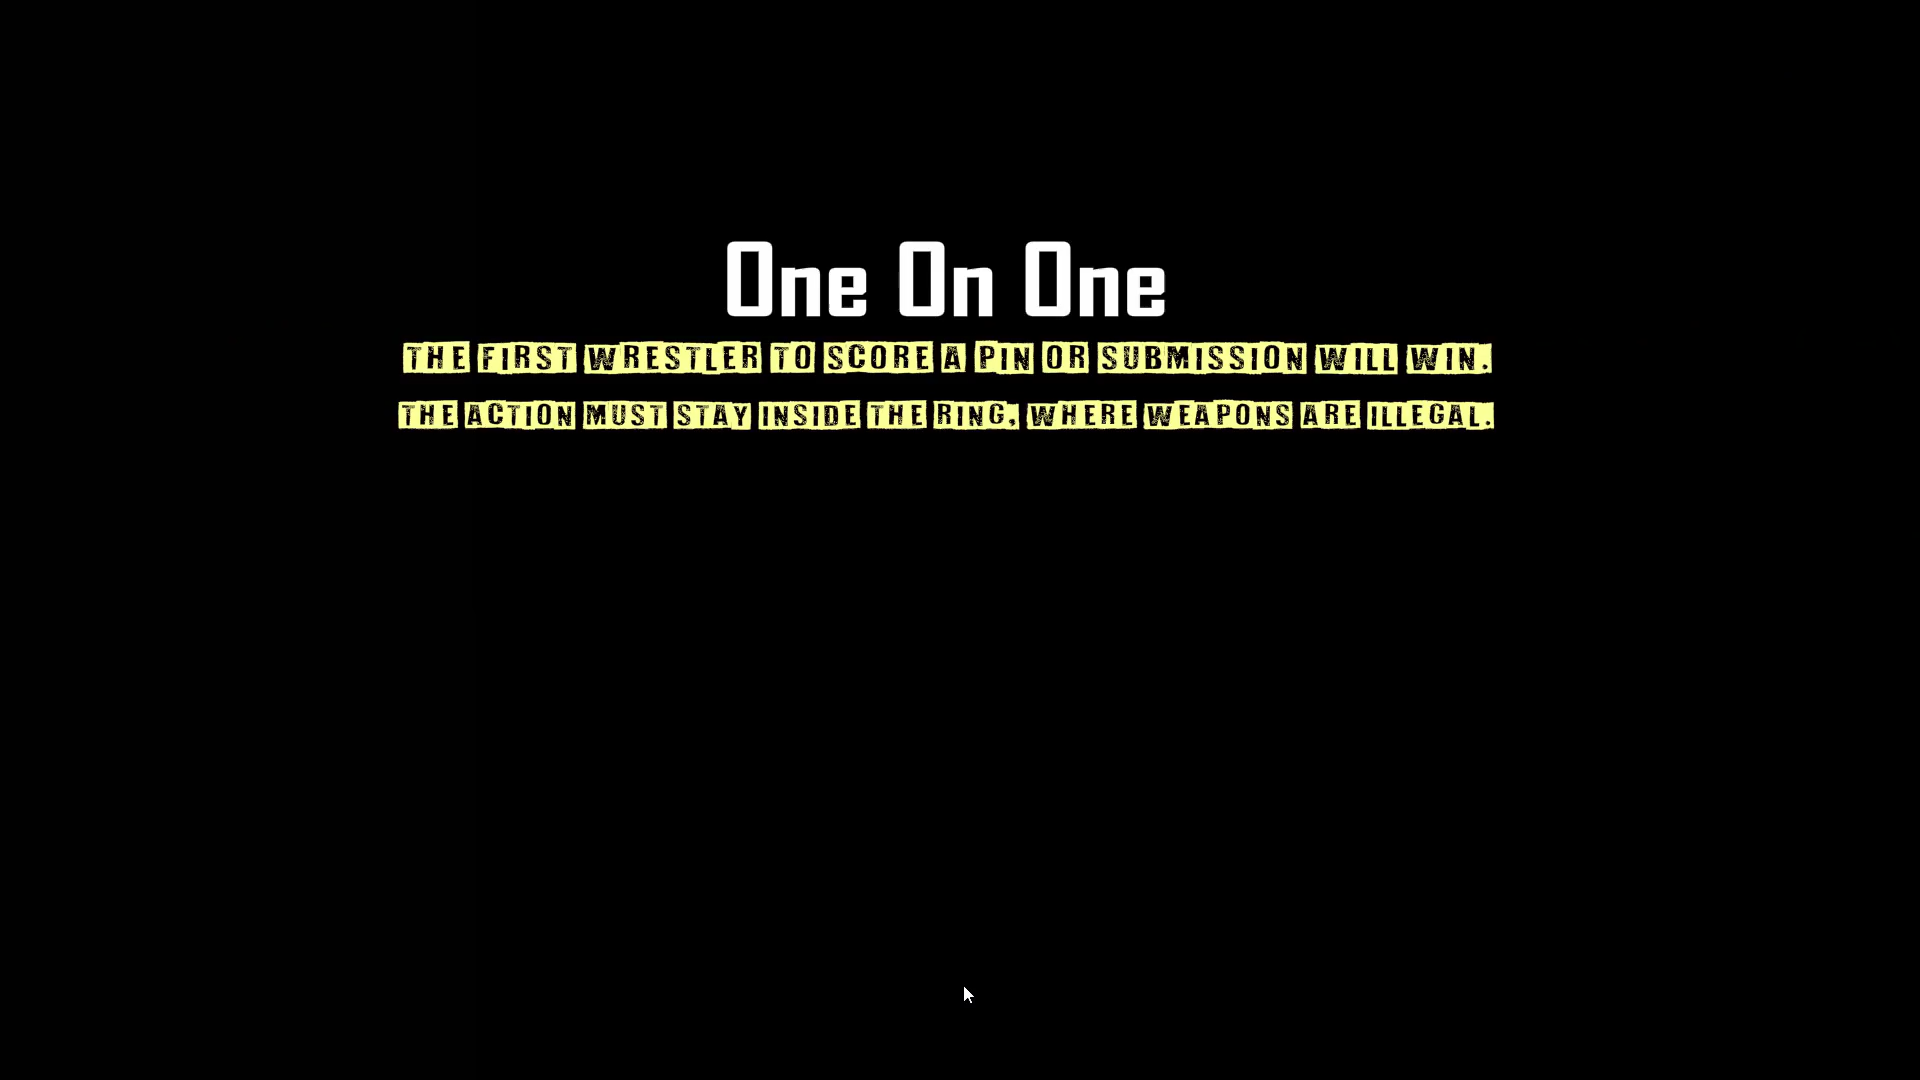 One On One
THE FIRST WRESTLER TO SCORE A PIN OR SUBMISSION WILL WIN.
THE ACTION MUST STAY INSIDE THE RING, WHERE WEAPONS ARE ILLEGAL.